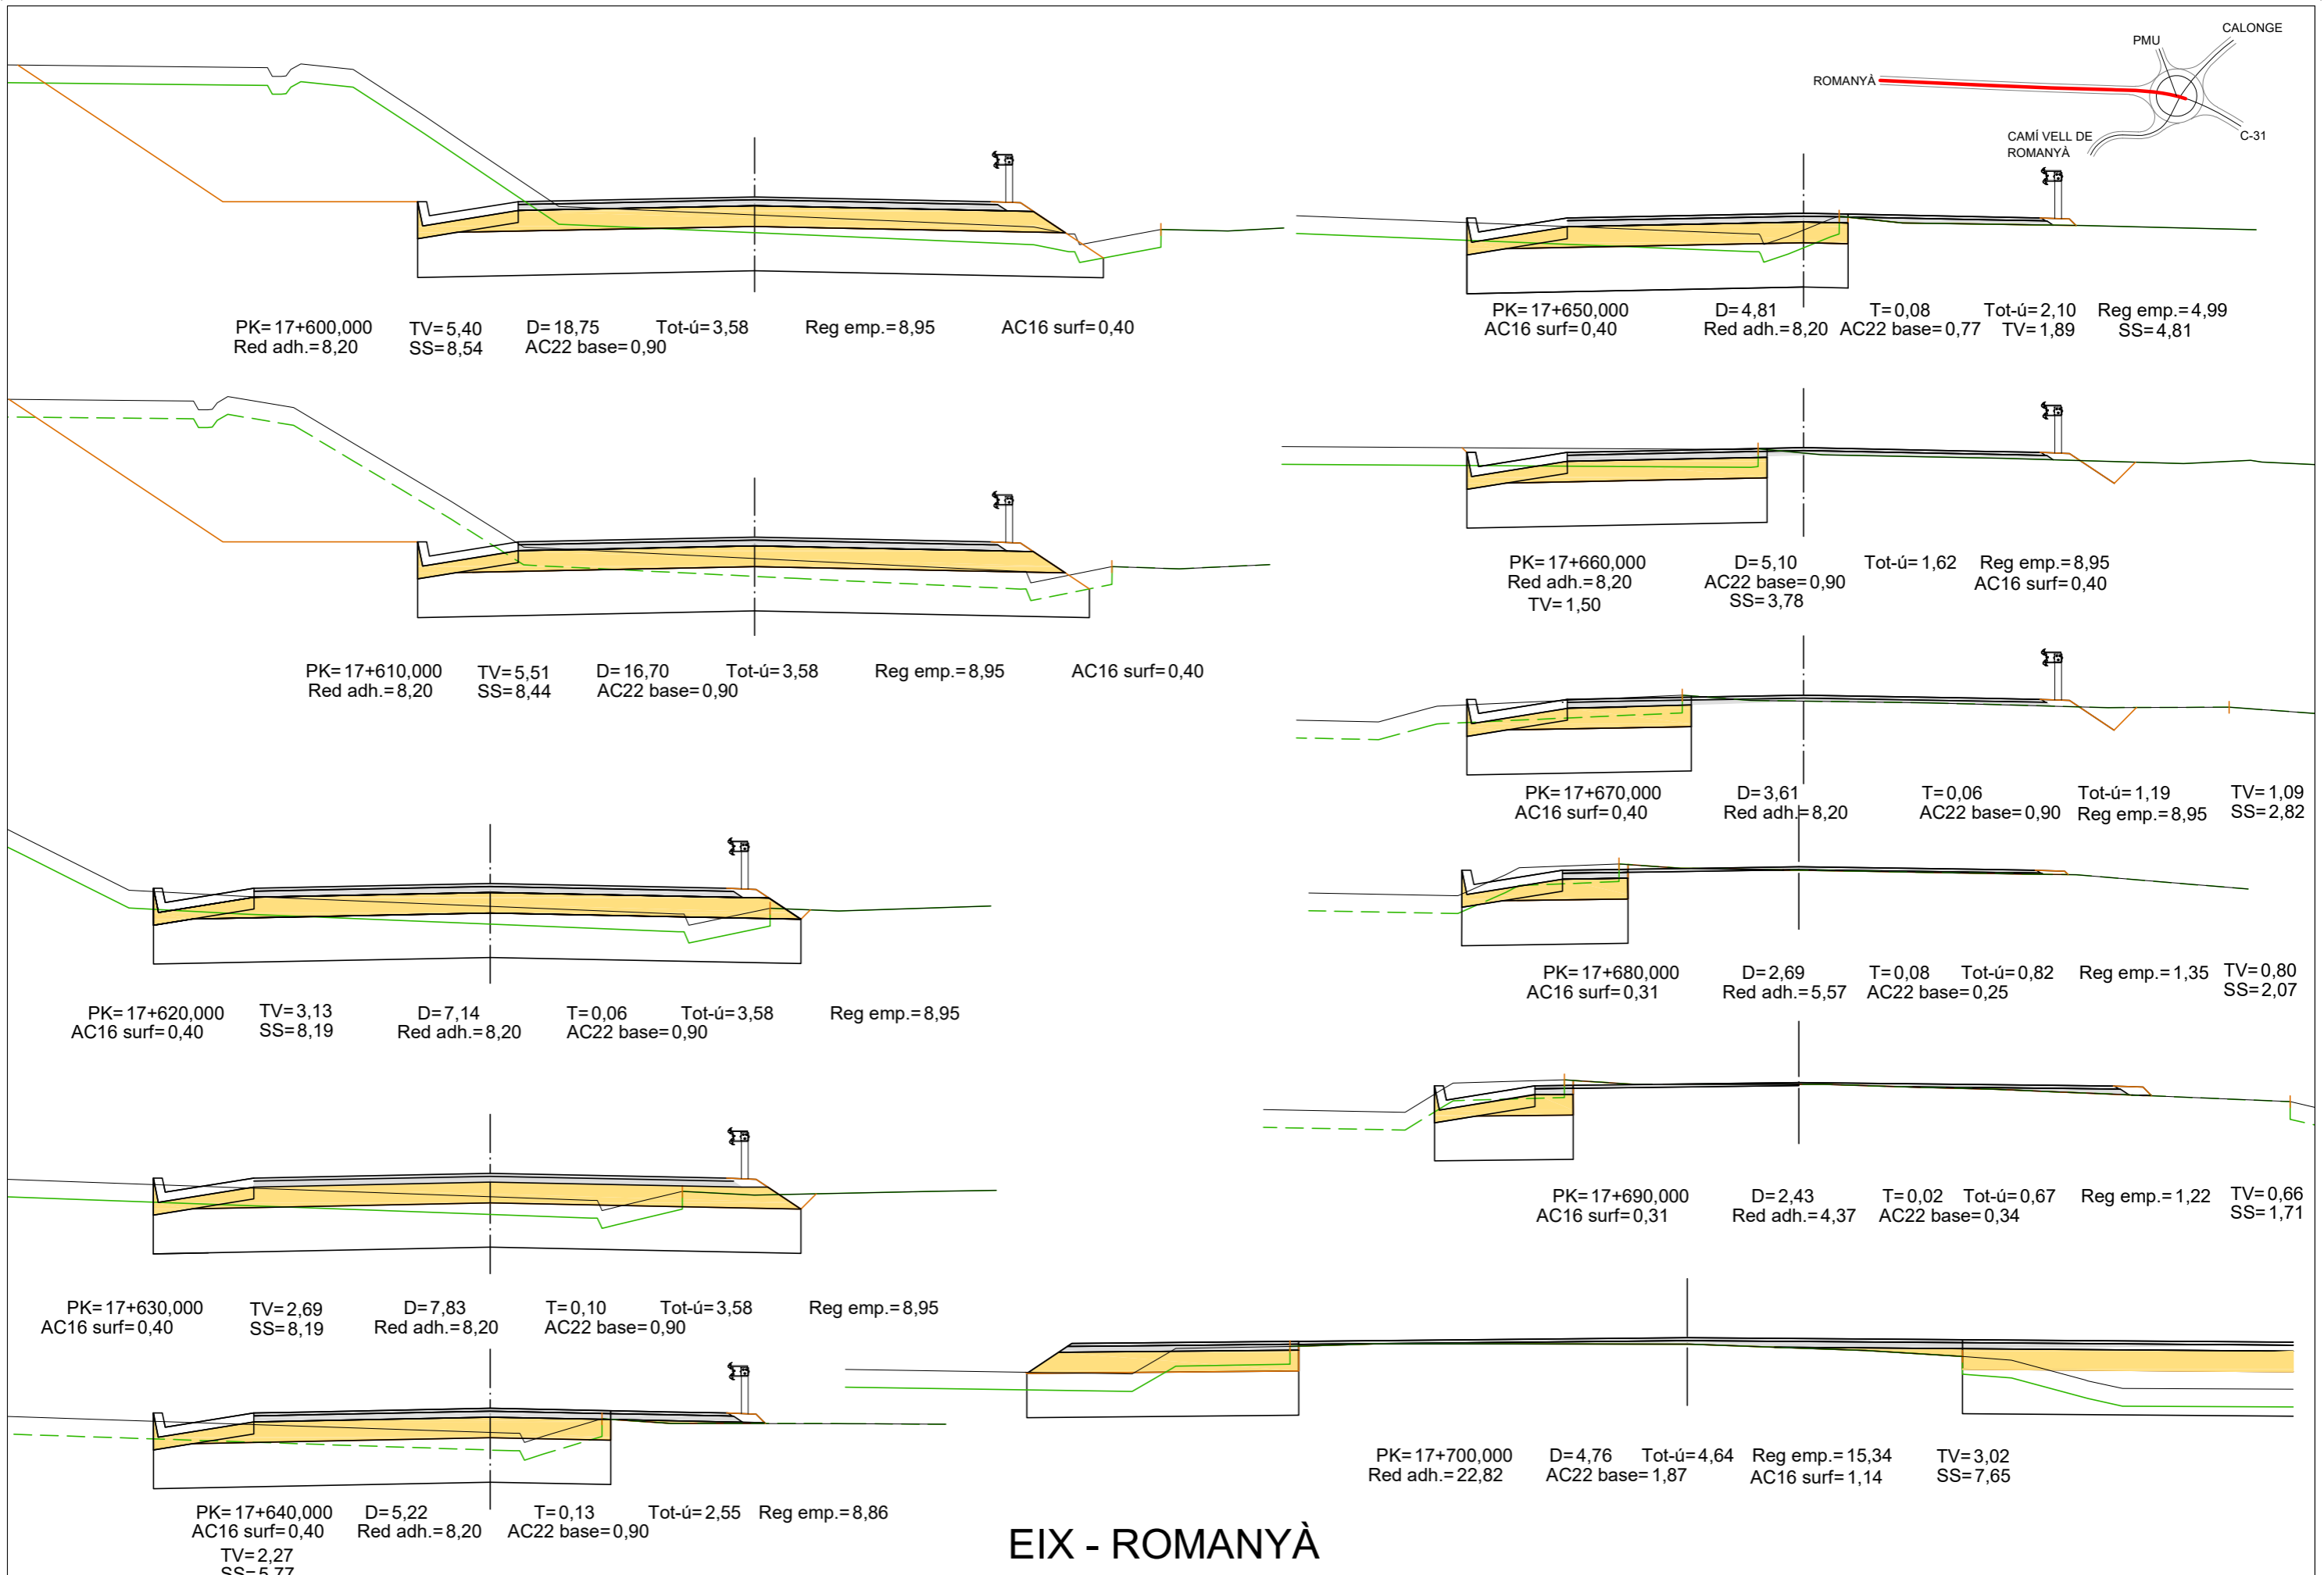 CALONGE
PMU
ROMANYÀ
CAMÍ VELL DE
ROMANYÀ
C-31
PK=17+600,000 TV=5,40 D=18,75 Tot-ú=3,58 Reg emp.=8,95 AC16 surf=0,40
Red adh.=8,20 SS=8,54 AC22 base=0,90
PK=17+610,000 TV=5,51 D=16,70 Tot-ú=3,58 Reg emp.=8,95 AC16 surf=0,40
Red adh.=8,20 SS=8,44 AC22 base=0,90
PK=17+620,000 TV=3,13 D=7,14 T=0,06 Tot-ú=3,58 Reg emp.=8,95
AC16 surf=0,40 SS=8,19 Red adh.=8,20 AC22 base=0,90
PK=17+630,000 TV=2,69 D=7,83 T=0,10 Tot-ú=3,58 Reg emp.=8,95
AC16 surf=0,40 SS=8,19 Red adh.=8,20 AC22 base=0,90
PK=17+640,000 D=5,22 T=0,13 Tot-ú=2,55 Reg emp.=8,86
AC16 surf=0,40 Red adh.=8,20 AC22 base=0,90
TV=2,27
SS=5,77
PK=17+650,000 D=4,81 T=0,08 Tot-ú=2,10 Reg emp.=4,99
AC16 surf=0,40 Red adh.=8,20 AC22 base=0,77 TV=1,89 SS=4,81
PK=17+660,000 D=5,10 Tot-ú=1,62 Reg emp.=8,95
Red adh.=8,20 AC22 base=0,90 AC16 surf=0,40
TV=1,50 SS=3,78
PK=17+670,000 D=3,61 T=0,06 Tot-ú=1,19 TV=1,09
AC16 surf=0,40 Red adh.=8,20 AC22 base=0,90 Reg emp.=8,95 SS=2,82
PK=17+680,000 D=2,69 T=0,08 Tot-ú=0,82 Reg emp.=1,35 TV=0,80
AC16 surf=0,31 Red adh.=5,57 AC22 base=0,25 SS=2,07
PK=17+690,000 D=2,43 T=0,02 Tot-ú=0,67 Reg emp.=1,22 TV=0,66
AC16 surf=0,31 Red adh.=4,37 AC22 base=0,34 SS=1,71
PK=17+700,000 D=4,76 Tot-ú=4,64 Reg emp.=15,34 TV=3,02
Red adh.=22,82 AC22 base=1,87 AC16 surf=1,14 SS=7,65
EIX - ROMANYÀ